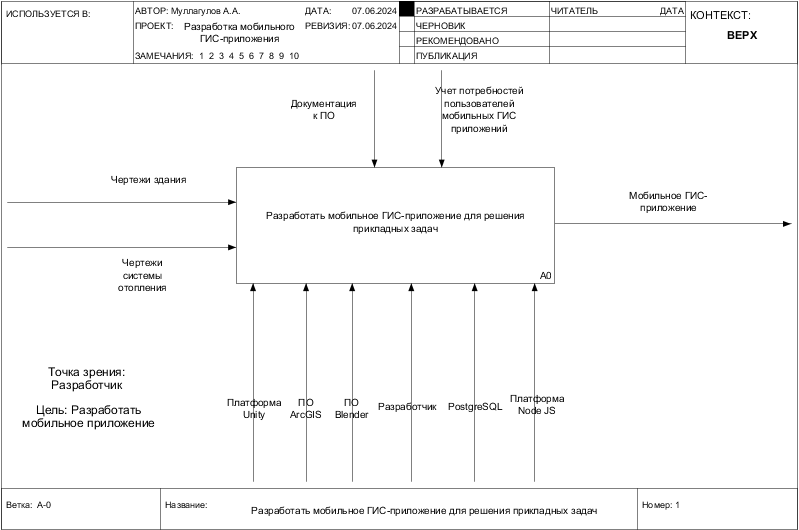 ИСПОЛЬЗУЕТСЯ В:
АВТОР: Муллагулов А.А.
ДАТА: 07.06.2024
ПРОЕКТ: Разработка мобильного
ГИС-приложения
РЕВИЗИЯ: 07.06.2024
ЗАМЕЧАНИЯ: 1 2 3 4 5 6 7 8 9 10
РАЗРАБАТЫВАЕТСЯ
ЧЕРНОВИК
РЕКОМЕНДОВАНО
ПУБЛИКАЦИЯ
ЧИТАТЕЛЬ
ДАТА
КОНТЕКСТ:
ВЕРХ
Документация
к ПО
Учет потребностей
пользователей
мобильных ГИС
приложений
Чертежи здания
Чертежи
системы
отопления
Разработать мобильное ГИС-приложение для решения
прикладных задач
A0
Мобильное ГИС-
приложение
Точка зрения:
Разработчик
Цель: Разработать
мобильное приложение
Платформа
Unity
ПО
ArcGIS
ПО
Blender
Разработчик
PostgreSQL
Платформа
Node JS
Ветка: A-0
Название:
Разработать мобильное ГИС-приложение для решения прикладных задач
Номер: 1